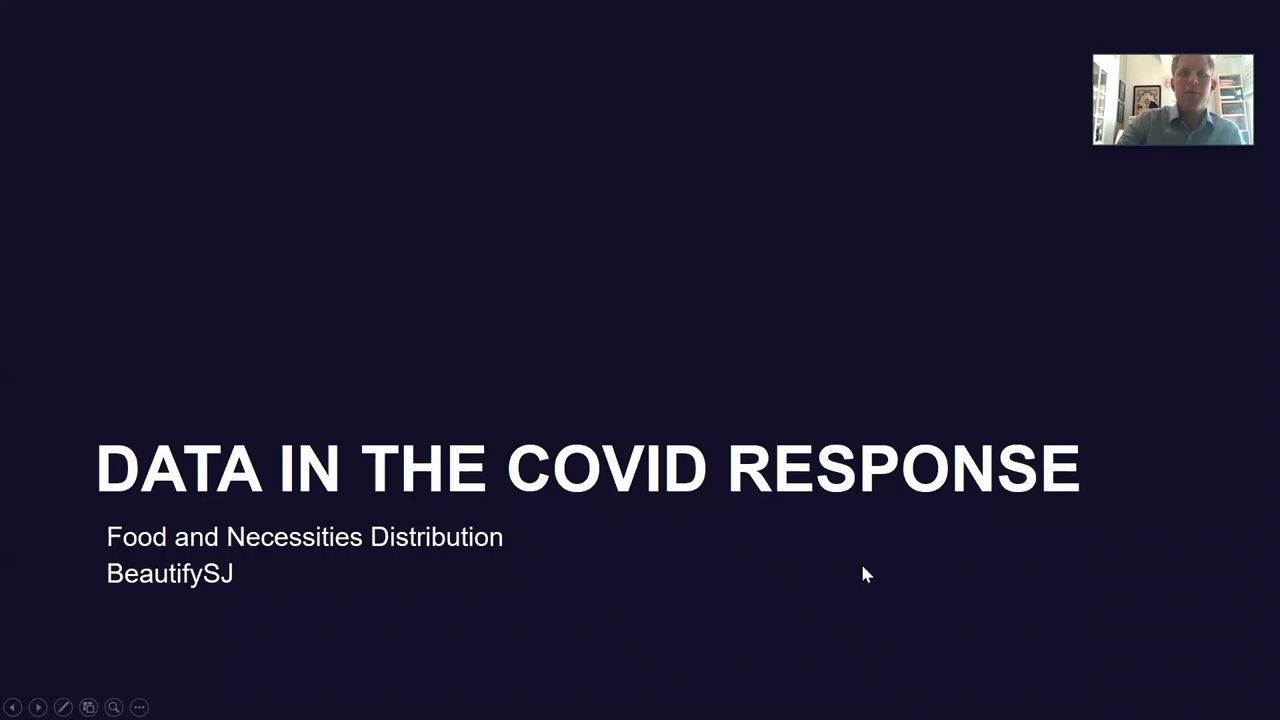 DATA IN THE COVID RESPONSE
Food and Necessities Distribution
BeautifySJ